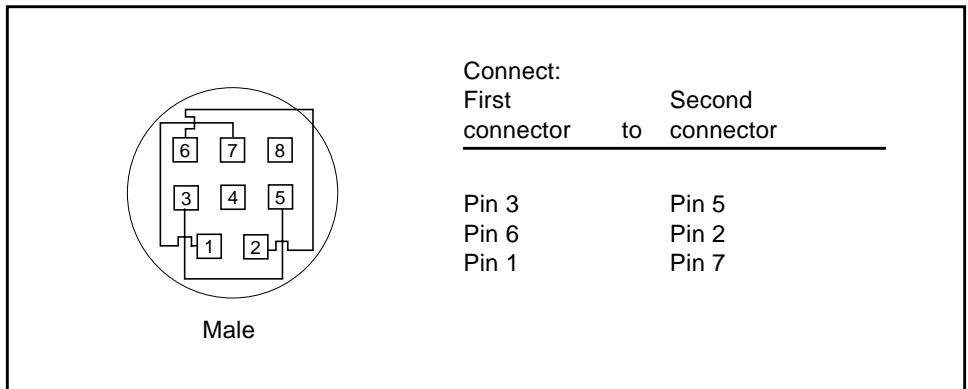 Connect:
First Second
connector to connector
6 7 8
3 4 5
1 2
Pin 3 Pin 5
Pin 6 Pin 2
Pin 1 Pin 7
Male